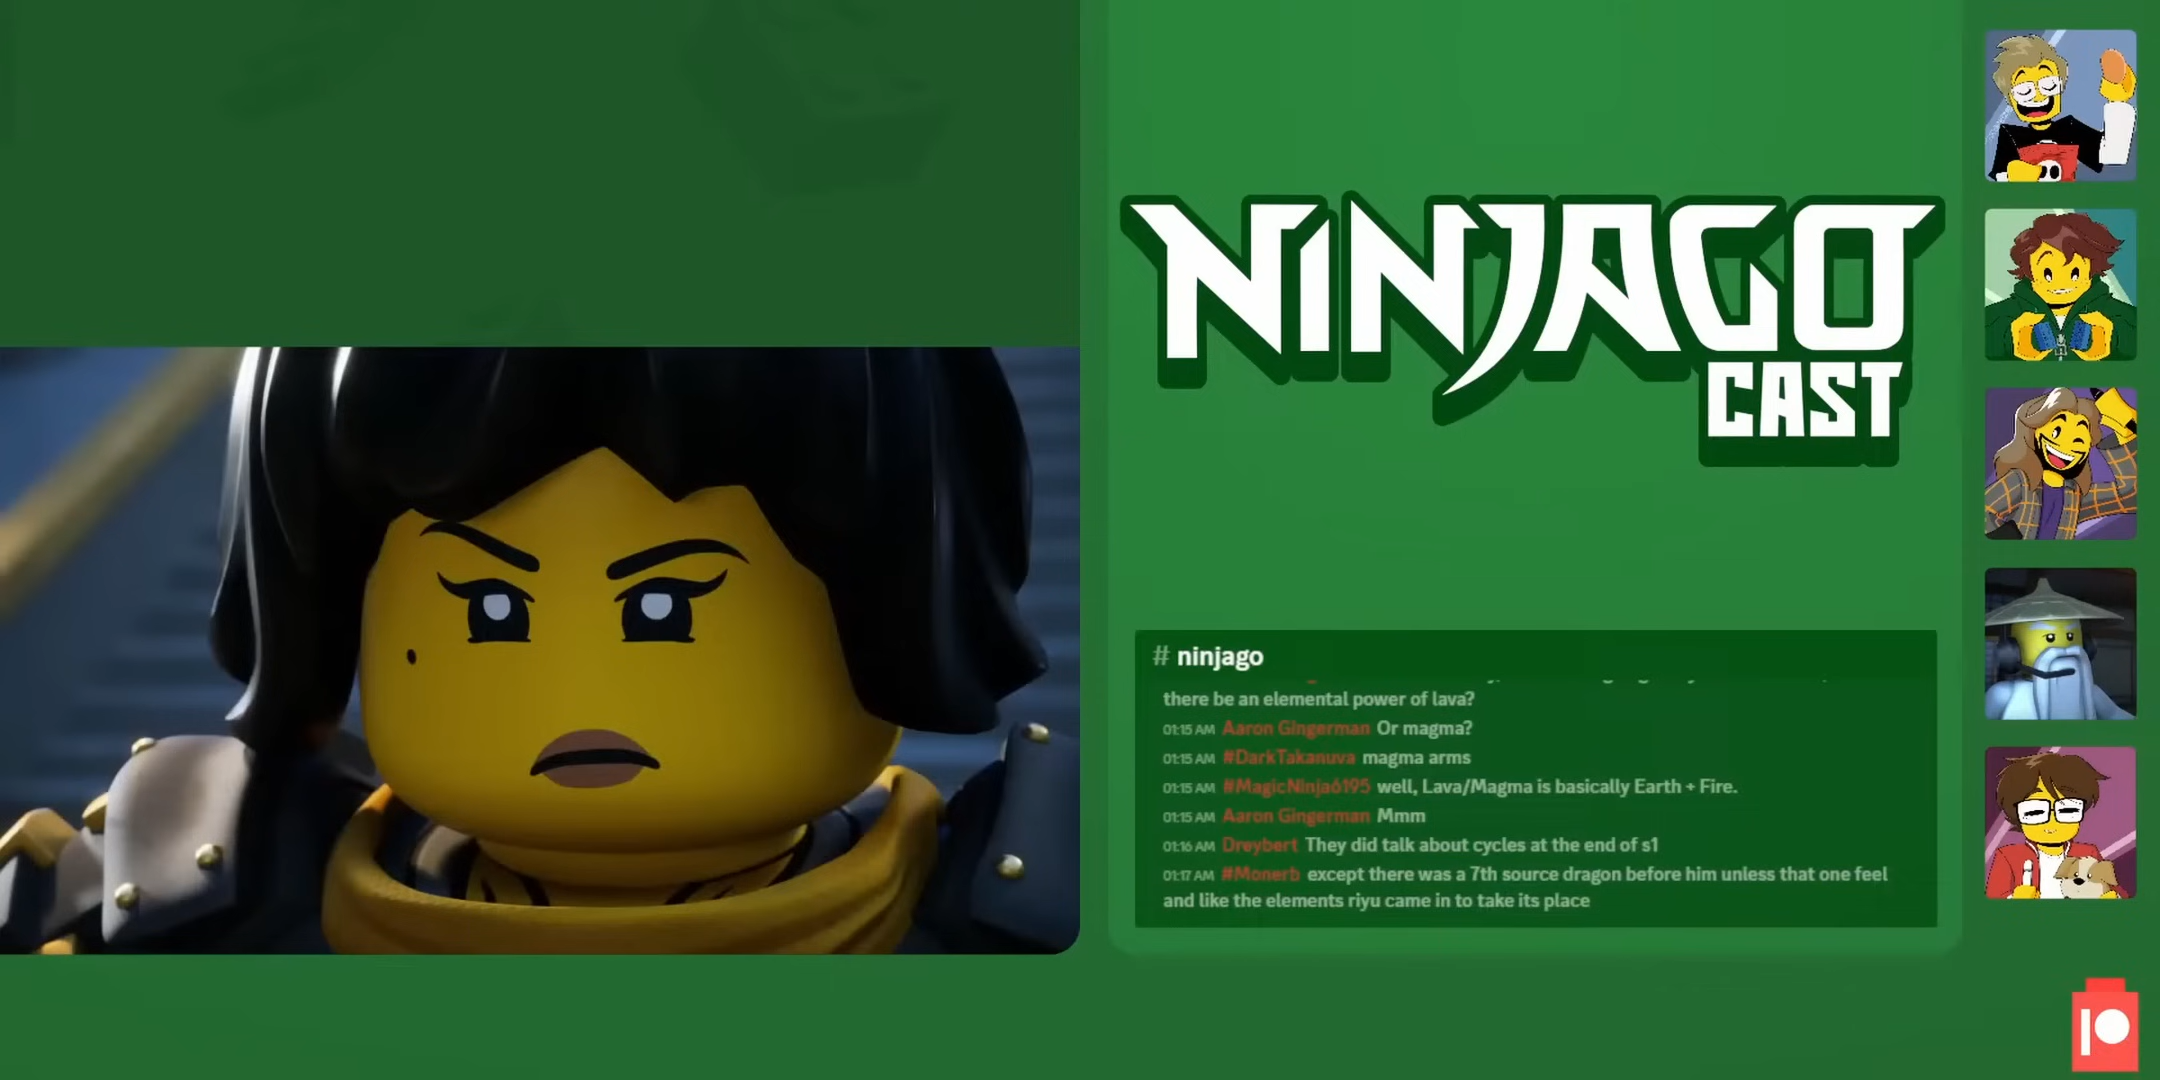 NINJAGO
CAST
# ninjago
there be an elemental power of lava?
01:15 AM Aaron Gingerman Or magma?
01:15 AM #DarkTakanuva magma arms
01:15 AM #MagicNinja6195 well, Lava/Magma is basically Earth + Fire.
01:15 AM Aaron Gingerman Mmm
01:16 AM Dreybert They did talk about cycles at the end of s1
01:17 AM #Monerb except there was a 7th source dragon before him unless that one feel
and like the elements riyu came in to take its place